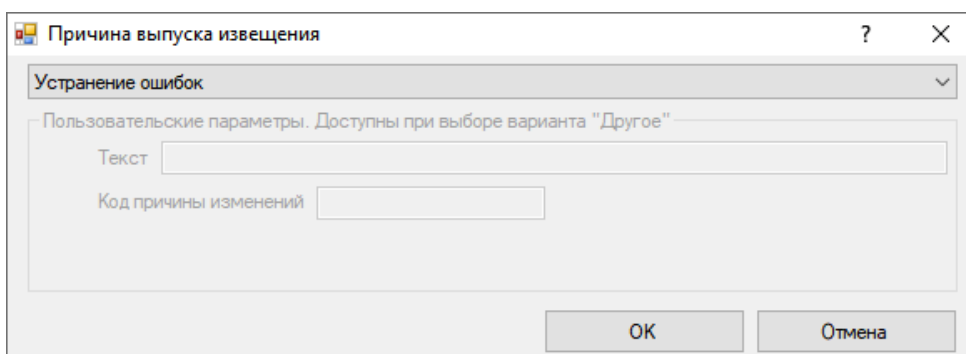 Причина выпуска извещения ?
Устранение ошибок
Пользовательские параметры. Доступны при выборе варианта "Другое"
Текст
Код причины изменений
OK Отмена